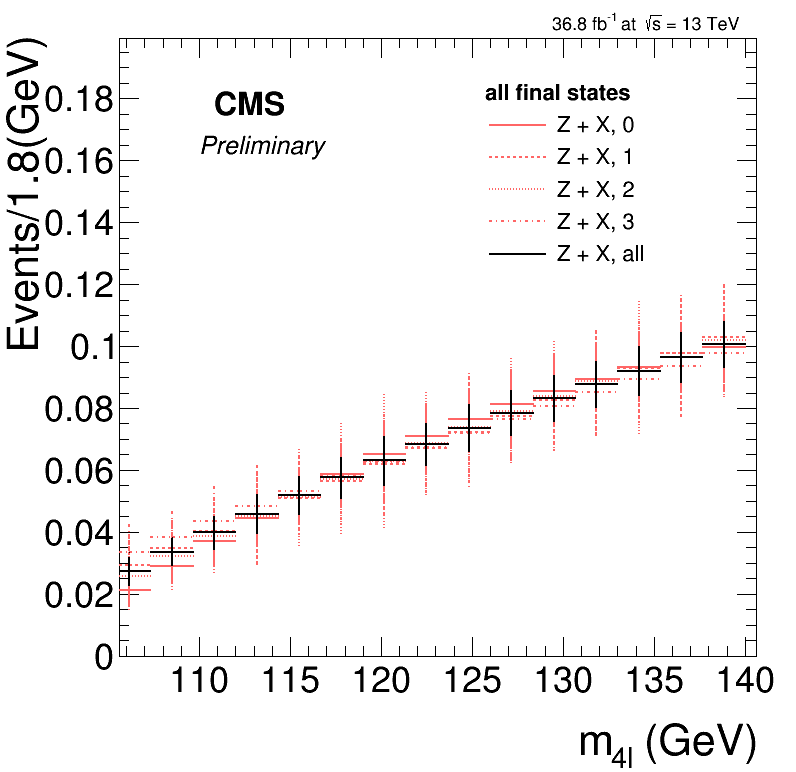 36.8 fb⁻¹ at √s = 13 TeV
CMS
Preliminary
all final states
Z + X, 0
Z + X, 1
Z + X, 2
Z + X, 3
Z + X, all
Events/1.8(GeV)
0.18
0.16
0.14
0.12
0.1
0.08
0.06
0.04
0.02
0
110 115 120 125 130 135 140
m4l (GeV)